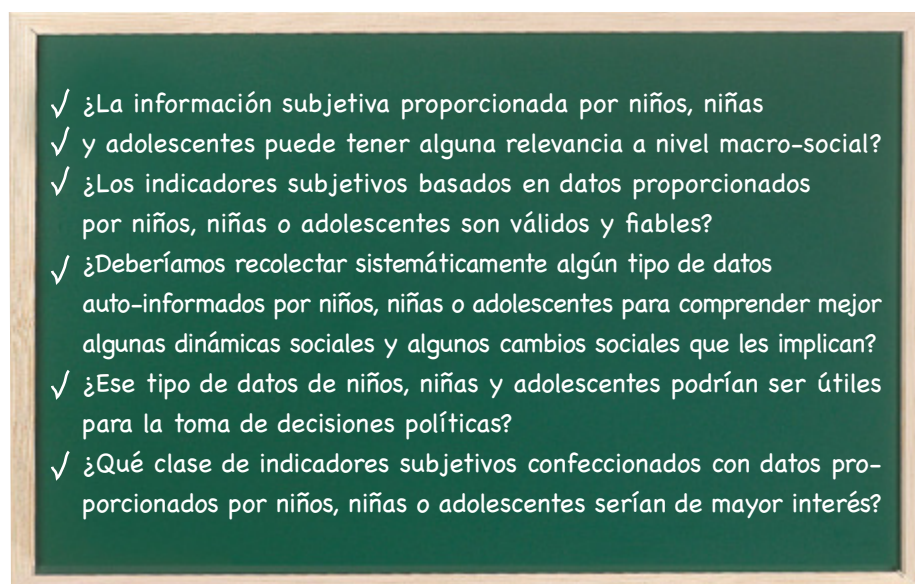 √ ¿La información subjetiva proporcionada por niños, niñas
√ y adolescentes puede tener alguna relevancia a nivel macro-social?
√ ¿Los indicadores subjetivos basados en datos proporcionados
por niños, niñas o adolescentes son válidos y fiables?
√ ¿Deberíamos recolectar sistemáticamente algún tipo de datos
auto-informados por niños, niñas o adolescentes para comprender mejor
algunas dinámicas sociales y algunos cambios sociales que les implican?
√ ¿Ese tipo de datos de niños, niñas y adolescentes podrían ser útiles
para la toma de decisiones políticas?
√ ¿Qué clase de indicadores subjetivos confeccionados con datos pro-
porcionados por niños, niñas o adolescentes serían de mayor interés?